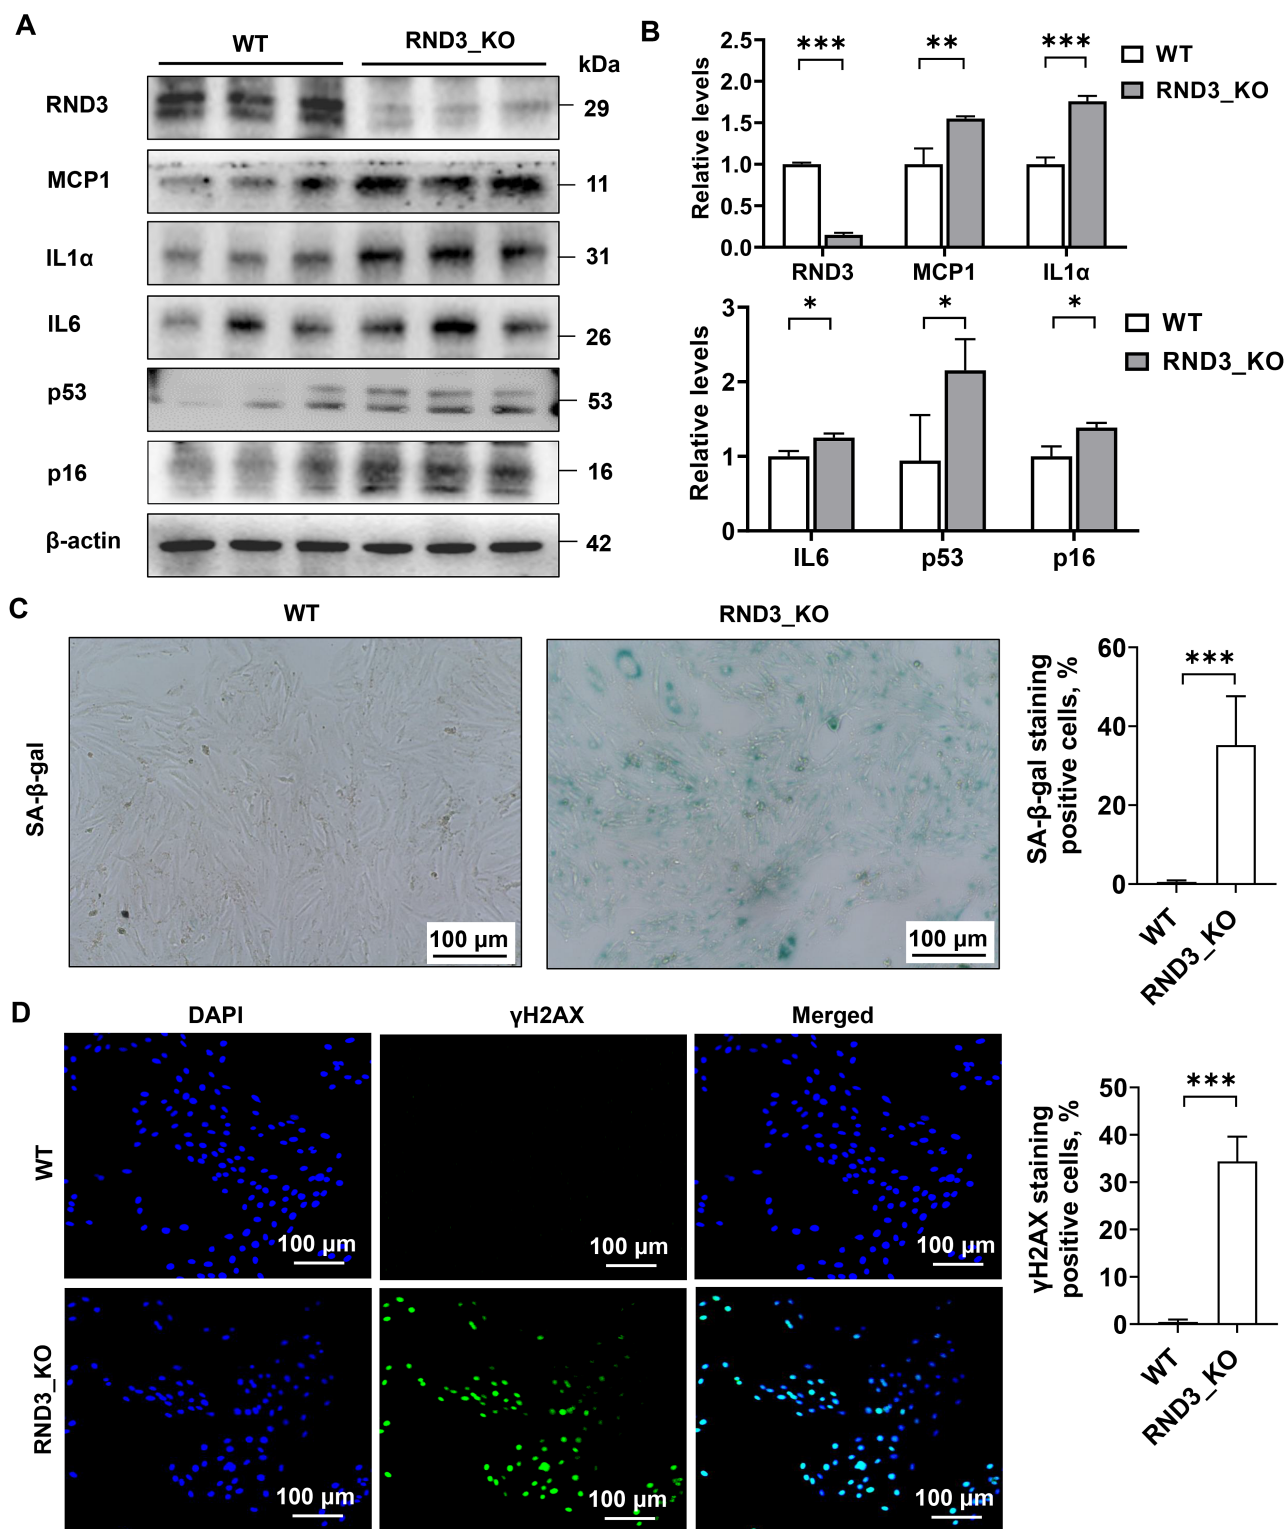 A
WT RND3_KO
kDa
RND3 29
MCP1 11
IL1α 31
IL6 26
p53 53
p16 16
β-actin 42
B
Relative levels
2.5
2.0
1.5
1.0
0.5
0.0
*** ** ***
RND3 MCP1 IL1α
WT
RND3_KO
Relative levels
3
2
1
0
* * *
IL6 p53 p16
WT
RND3_KO
C
WT RND3_KO
SA-β-gal
100 μm
100 μm
SA-β-gal staining
positive cells, %
60
40
20
0
***
WT
RND3_KO
D
DAPI γH2AX Merged
WT
100 μm 100 μm 100 μm
RND3_KO
100 μm 100 μm 100 μm
γH2AX staining
positive cells, %
50
40
30
20
10
0
***
WT
RND3_KO